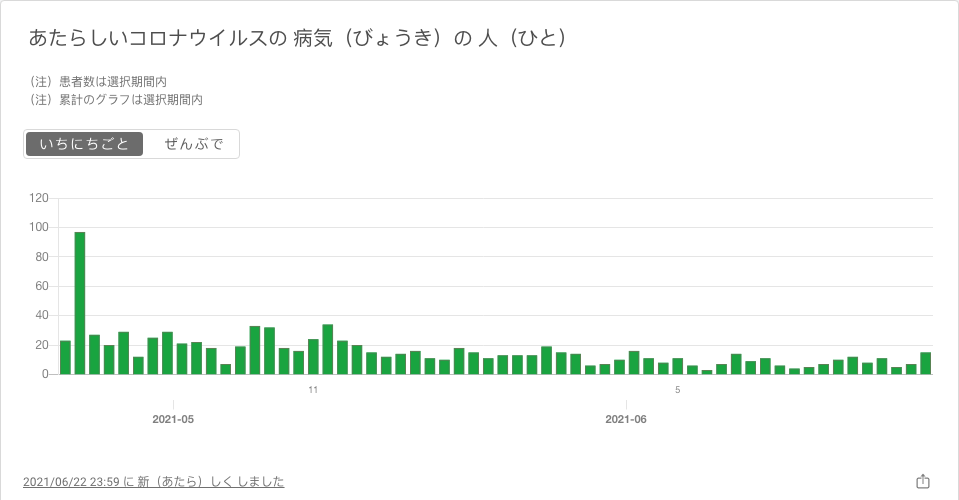 あたらしいコロナウイルスの 病気（びょうき）の 人（ひと）
（注）患者数は選択期間内
（注）累計のグラフは選択期間内
いちにちごと ぜんぶで
120
100
80
60
40
20
0
11 5
2021-05 2021-06
2021/06/22 23:59 に 新（あたら）しく しました